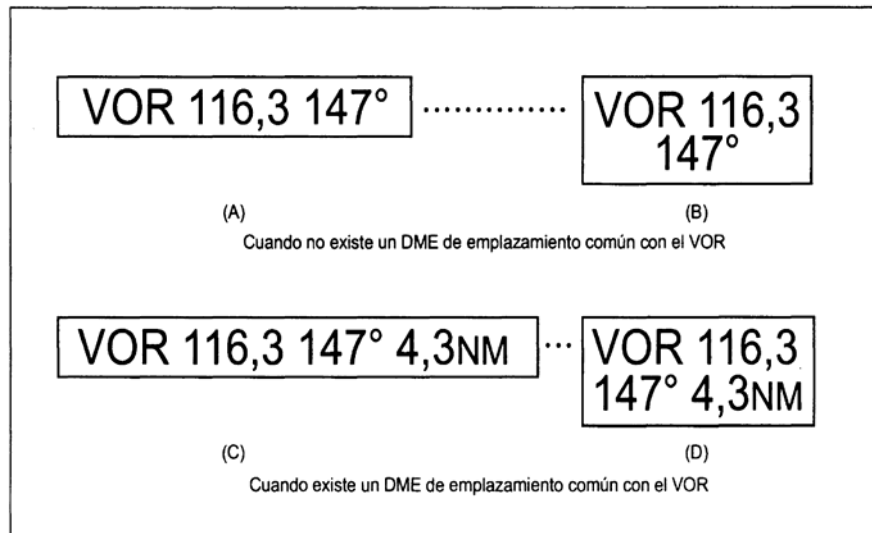 VOR 116,3 147° ............. VOR 116,3
147°
(A) (B)
Cuando no existe un DME de emplazamiento común con el VOR
VOR 116,3 147° 4,3NM ... VOR 116,3
147° 4,3NM
(C) (D)
Cuando existe un DME de emplazamiento común con el VOR